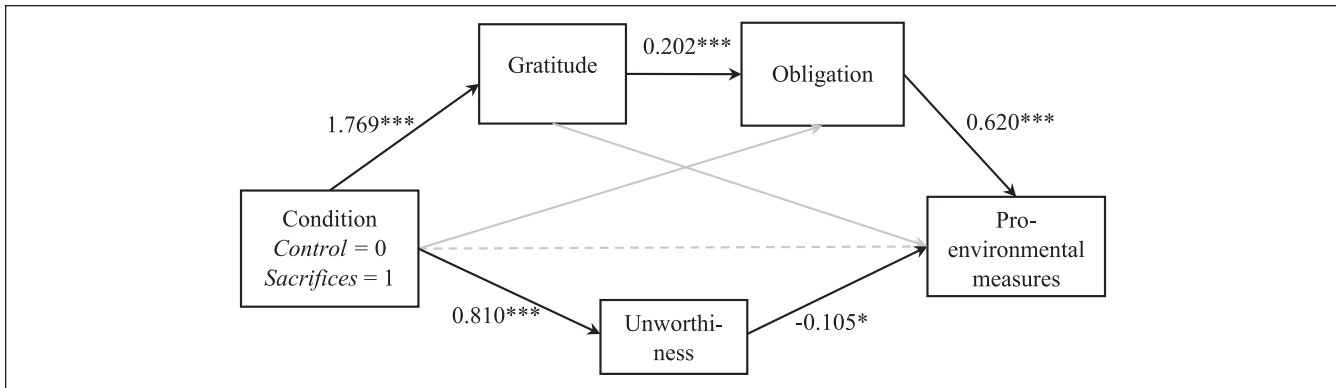 0.202***
Gratitude
Obligation
1.769***
0.620***
Condition
Control = 0
Sacrifices = 1
Pro-
environmental
measures
0.810***
Unworthi-
ness
-0.105*